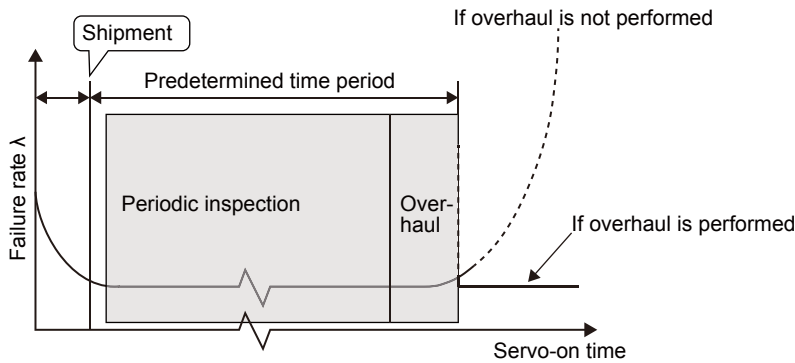 If overhaul is not performed
Shipment
Predetermined time period
Failure rate λ
Periodic inspection
Over-
haul
If overhaul is performed
Servo-on time